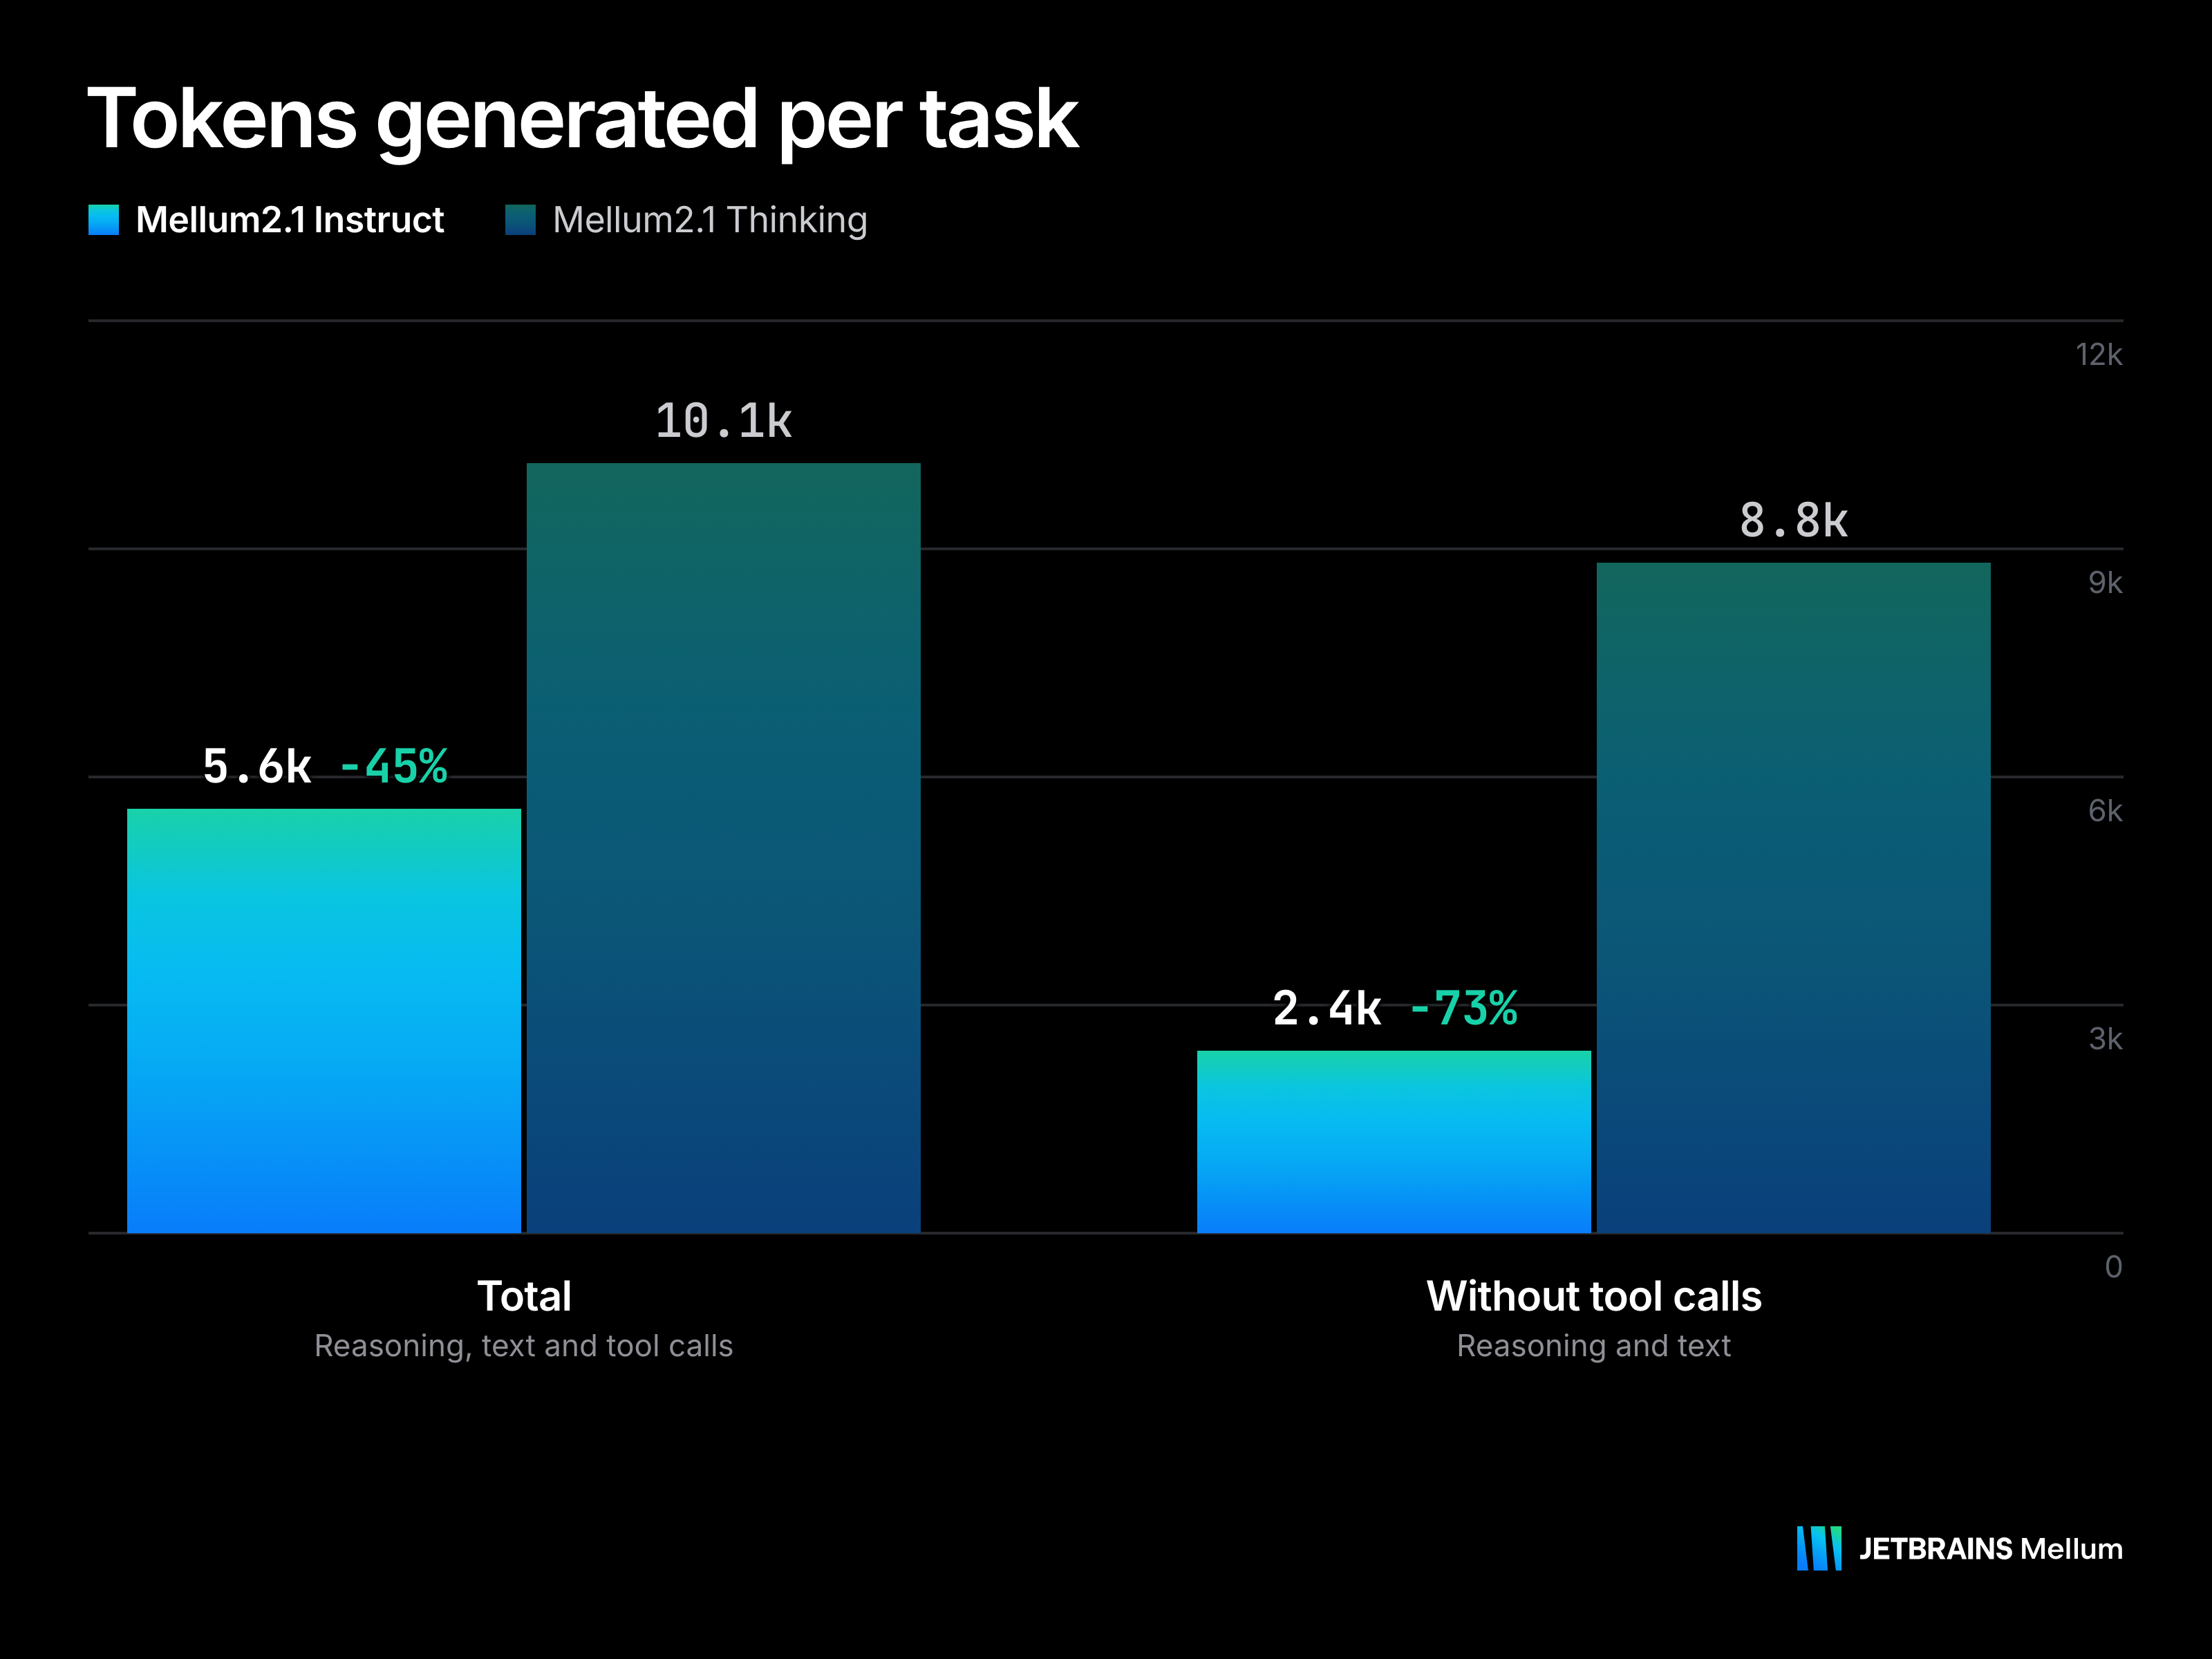 Tokens generated per task
Mellum2.1 Instruct
Mellum2.1 Thinking
12k
10.1k
8.8k
9k
5.6k -45%
6k
2.4k -73%
3k
0
Total
Reasoning, text and tool calls
Without tool calls
Reasoning and text
JETBRAINS Mellum